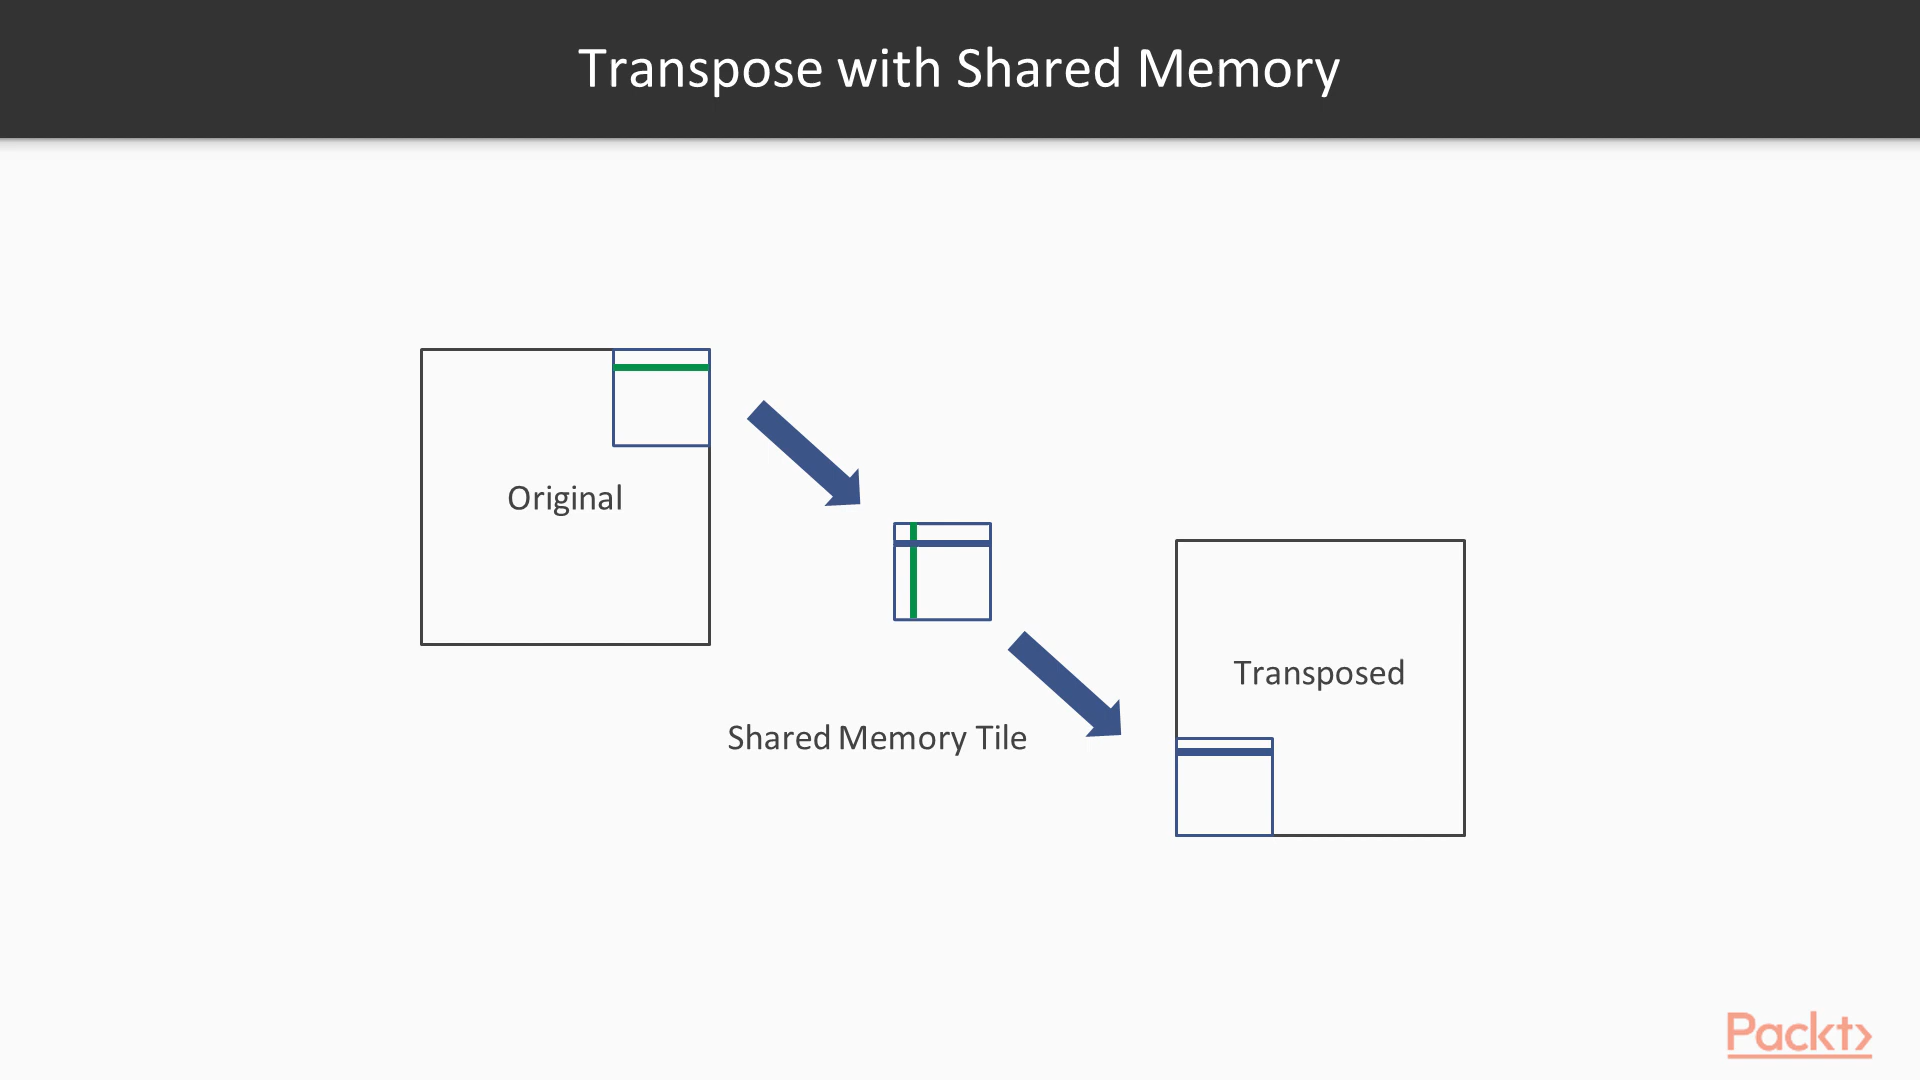 Transpose with Shared Memory
Original
Transposed
Shared Memory Tile
Packt>